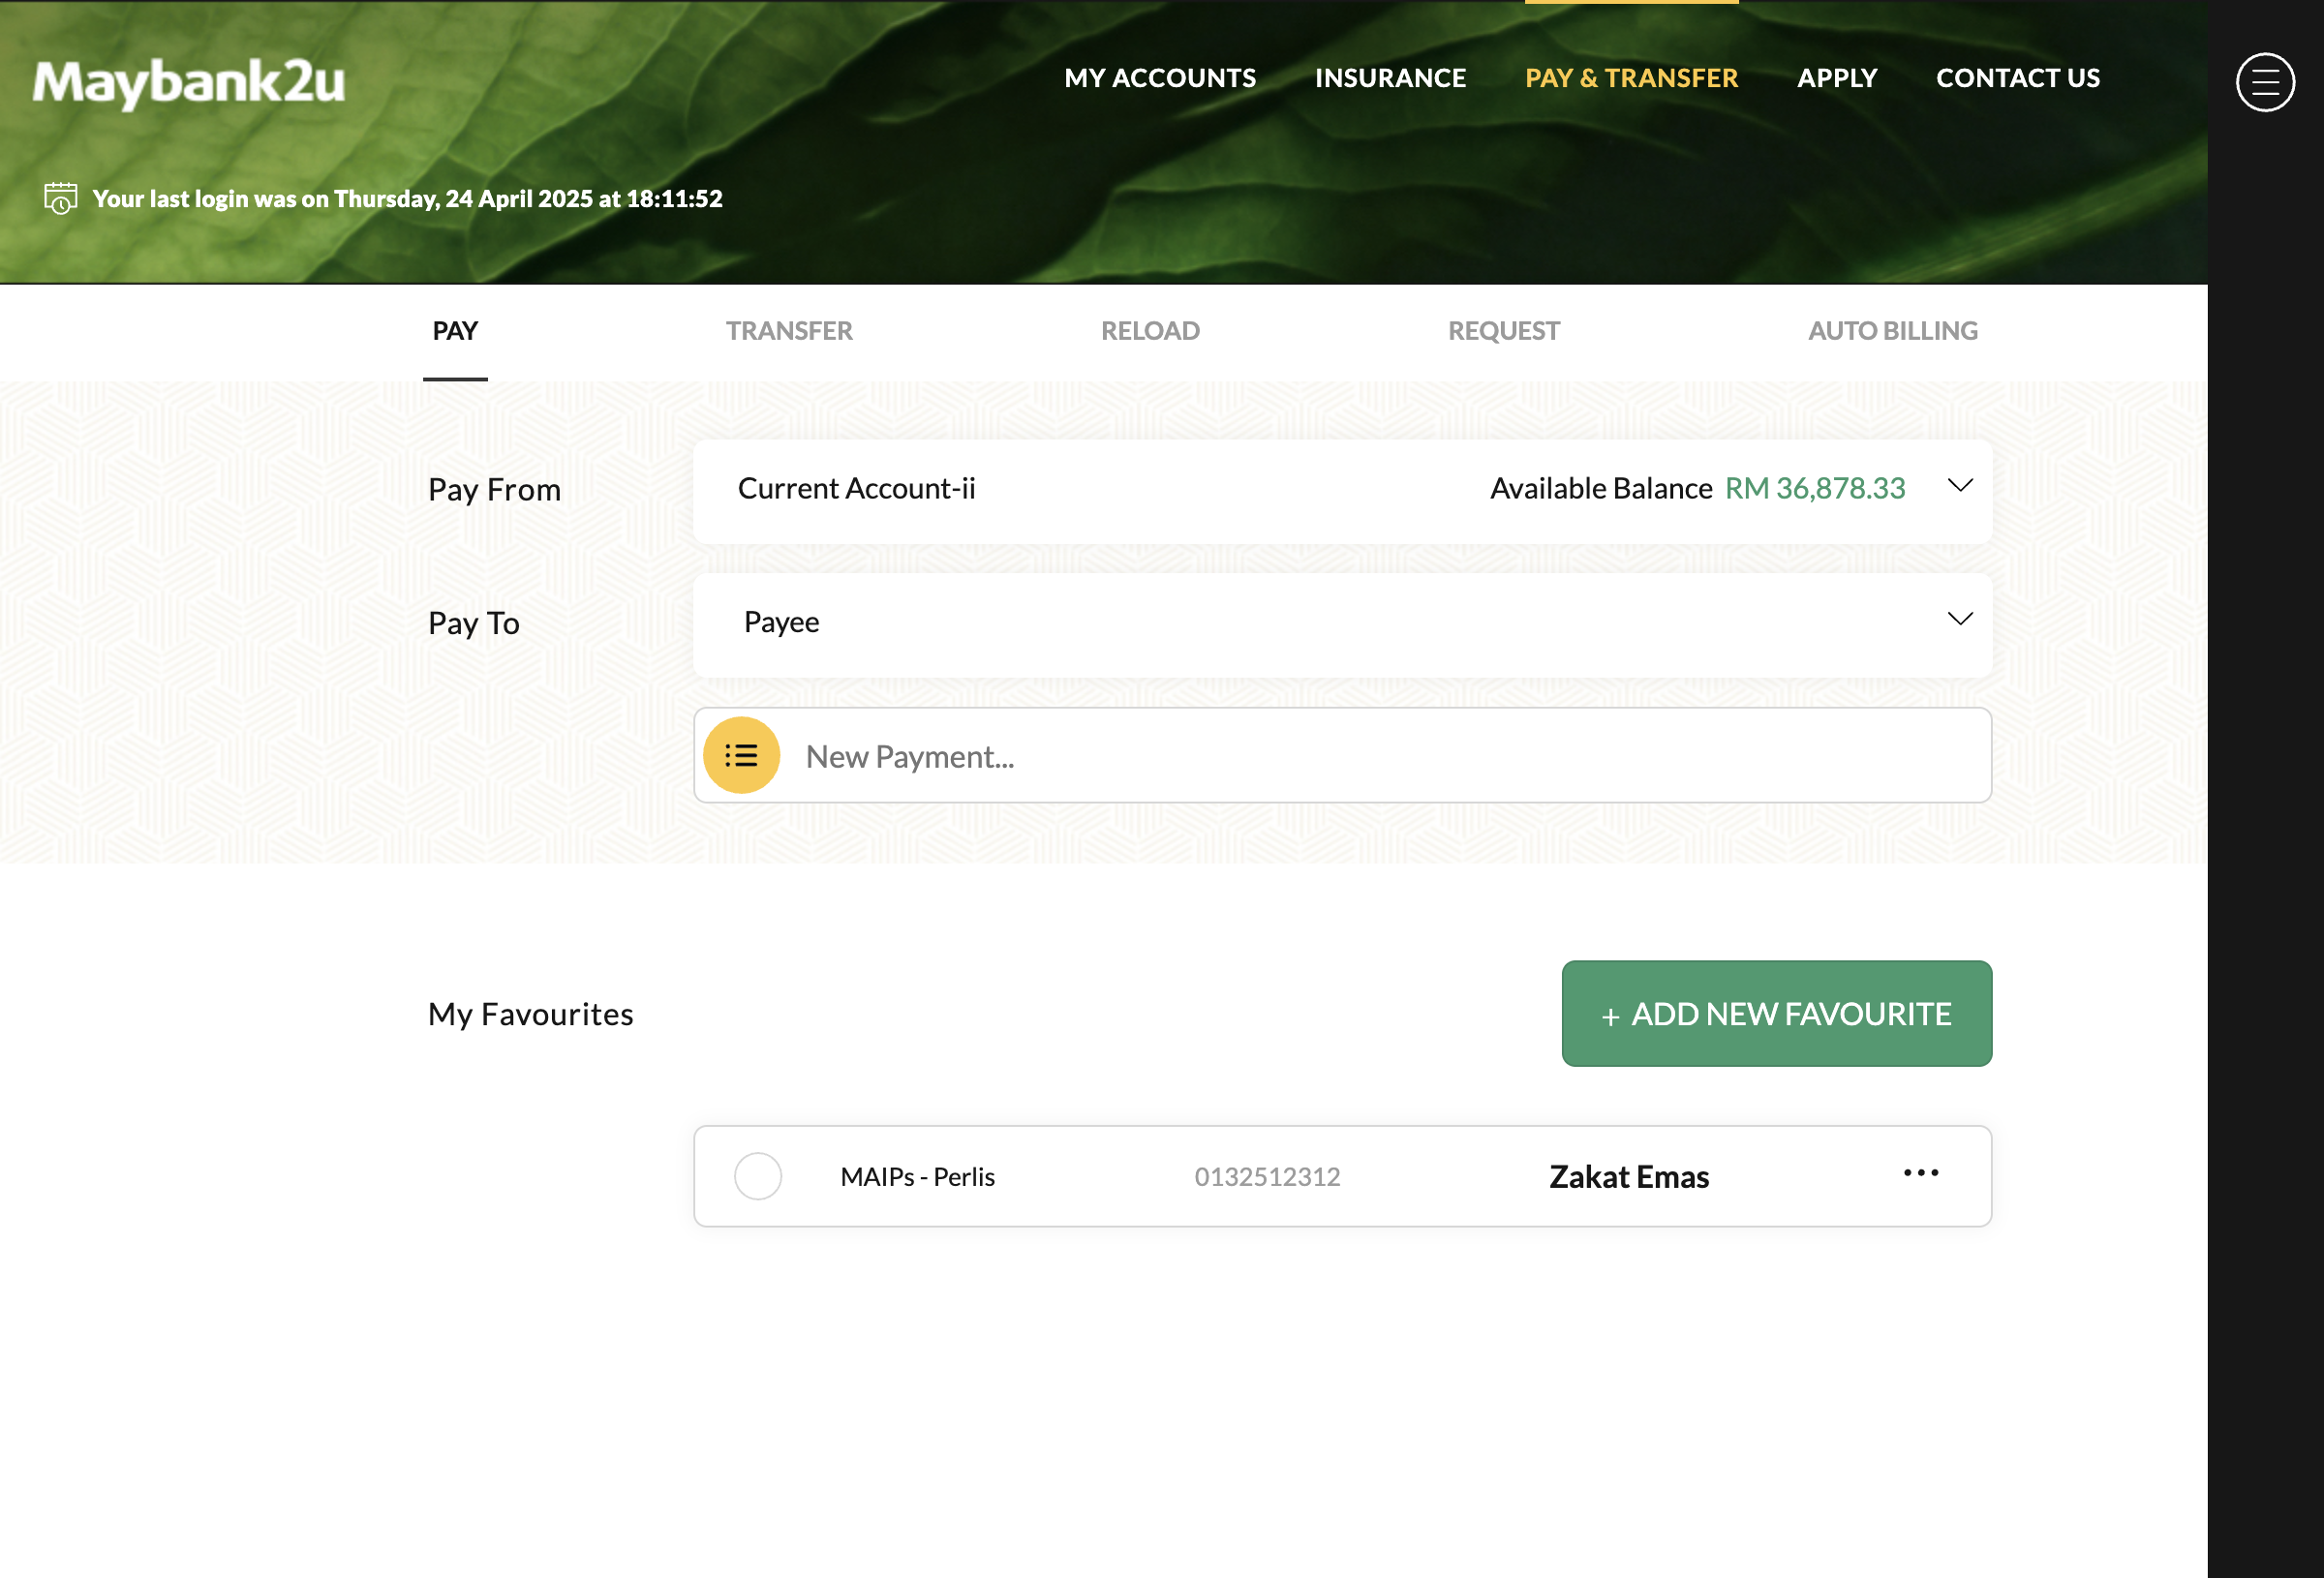 Maybank2u
MY ACCOUNTS INSURANCE PAY & TRANSFER APPLY CONTACT US
Your last login was on Thursday, 24 April 2025 at 18:11:52
PAY TRANSFER RELOAD REQUEST AUTO BILLING
Pay From Current Account-ii Available Balance RM 36,878.33
Pay To Payee
New Payment...
My Favourites + ADD NEW FAVOURITE
MAIPs - Perlis 0132512312 Zakat Emas